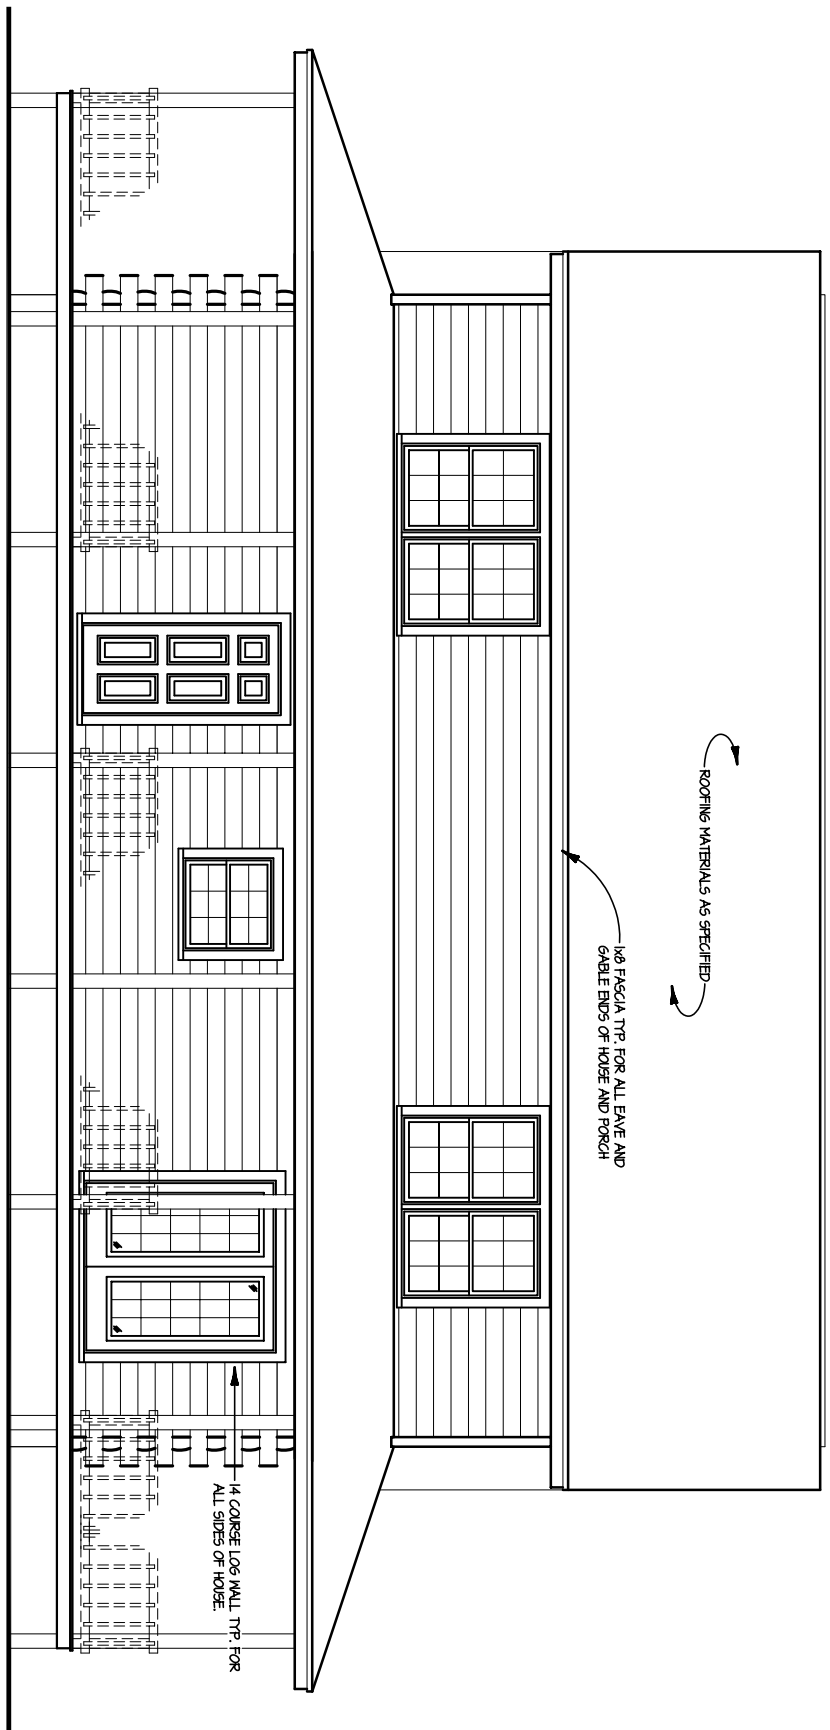 ROOFING MATERIALS AS SPECIFIED
1x8 FASCIA TYP. FOR ALL EAVE AND
GABLE ENDS OF HOUSE AND PORCH
14 COURSE LOG WALL TYP. FOR
ALL SIDES OF HOUSE.